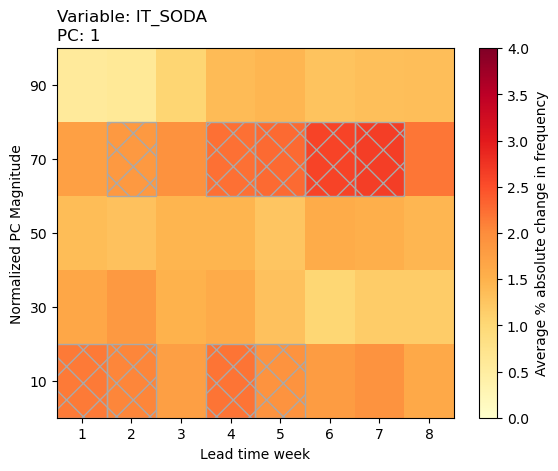 Variable: IT_SODA
PC: 1
Normalized PC Magnitude
90
70
50
30
10
1 2 3 4 5 6 7 8
Lead time week
4.0
3.5
3.0
2.5
2.0
1.5
1.0
0.5
0.0
Average % absolute change in frequency